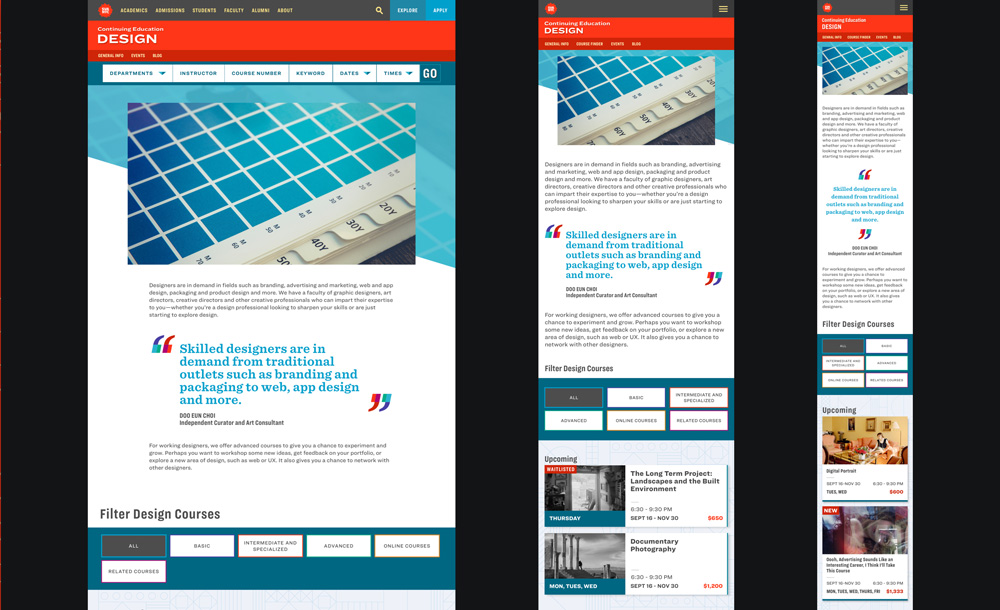 ACADEMICS ADMISSIONS STUDENTS FACULTY ALUMNI ABOUT EXPLORE APPLY
Continuing Education
DESIGN
GENERAL INFO EVENTS BLOG
DEPARTMENTS INSTRUCTOR COURSE NUMBER KEYWORD DATES TIMES GO
M
60 M
50 M
40Y
30Y
20Y
Designers are in demand in fields such as branding, advertising and marketing, web and app
design, packaging and product design and more. We have a faculty of graphic designers, art
directors, creative directors and other creative professionals who can impart their expertise
to you—whether you're a design professional looking to sharpen your skills or are just
starting to explore design.
Skilled designers are in
demand from traditional
outlets such as branding and
packaging to web, app design
and more.
DOO EUN CHOI
Independent Curator and Art Consultant
For working designers, we offer advanced courses to give you a chance to experiment and
grow. Perhaps you want to workshop some new ideas, get feedback on your portfolio, or
explore a new area of design, such as web or UX. It also gives you a chance to network with
other designers.
Filter Design Courses
ALL BASIC INTERMEDIATE AND
SPECIALIZED ADVANCED ONLINE COURSES
RELATED COURSES
Continuing Education
DESIGN
GENERAL INFO COURSE FINDER EVENTS BLOG
Designers are in demand in fields such as branding, advertising
and marketing, web and app design, packaging and product
design and more. We have a faculty of graphic designers, art
directors, creative directors and other creative professionals who
can impart their expertise to you—whether you're a design
professional looking to sharpen your skills or are just starting to
explore design.
Skilled designers are in
demand from traditional
outlets such as branding and
packaging to web, app design
and more.
DOO EUN CHOI
Independent Curator and Art Consultant
For working designers, we offer advanced courses to give you a
chance to experiment and grow. Perhaps you want to workshop
some new ideas, get feedback on your portfolio, or explore a new
area of design, such as web or UX. It also gives you a chance to
network with other designers.
Filter Design Courses
ALL BASIC INTERMEDIATE AND
SPECIALIZED
ADVANCED ONLINE COURSES RELATED COURSES
Upcoming
WAITLISTED
The Long Term Project:
Landscapes and the Built
Environment
6:30 - 9:30 PM
THURSDAY SEPT 16 - NOV 30 $650
Documentary
Photography
6:30 - 9:30 PM
MON, TUES, WED SEPT 16 - NOV 30 $1,200
Continuing Education
DESIGN
GENERAL INFO COURSE FINDER EVENTS BLOG
Designers are in demand in fields such as
branding, advertising and marketing, web
and app design, packaging and product
design and more. We have a faculty of
graphic designers, art directors, creative
directors and other creative professionals
who can impart their expertise to you—
whether you're a design professional
looking to sharpen your skills or are just
starting to explore design.
Skilled designers are in
demand from traditional
outlets such as branding and
packaging to web, app design
and more.
DOO EUN CHOI
Independent Curator and Art Consultant
For working designers, we offer advanced
courses to give you a chance to
experiment and grow. Perhaps you want to
workshop some new ideas, get feedback
on your portfolio, or explore a new area of
design, such as web or UX. It also gives
you a chance to network with other
designers.
Filter Design Courses
ALL BASIC
INTERMEDIATE AND
SPECIALIZED ADVANCED
ONLINE COURSES RELATED COURSES
Upcoming
Digital Portrait
SEPT 16-NOV 30 6:30 - 9:30 PM
TUES, WED $600
NEW
Dooh, Advertising Sounds Like an
Interesting Career, I Think I'll Take
This Course
SEPT 16-NOV 30 6:30 - 9:30 PM
MON, TUES, WED, THURS, FRI $1,333